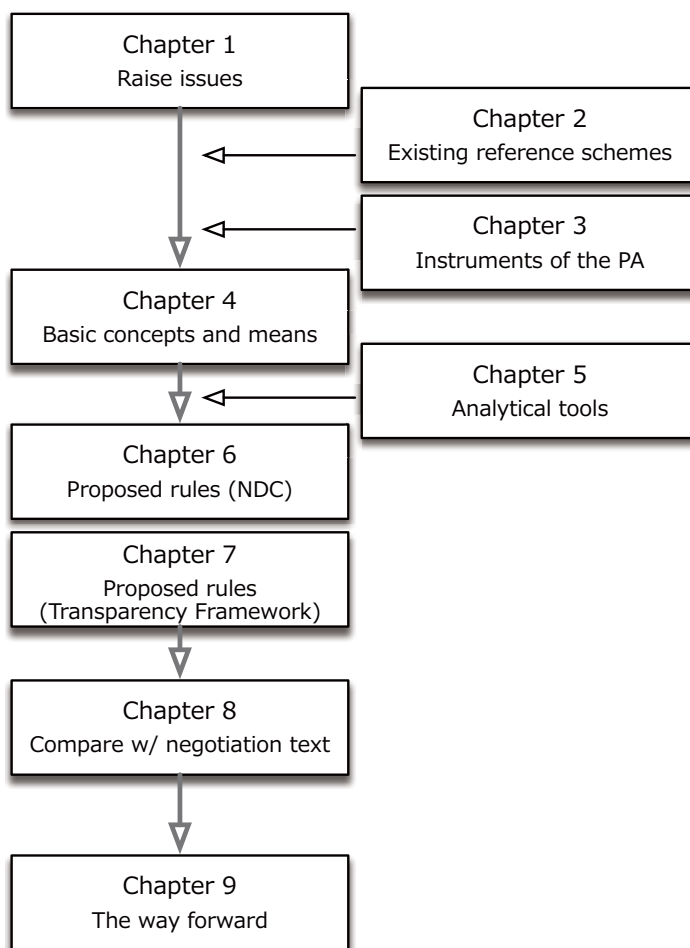 Chapter 1
Raise issues
Chapter 2
Existing reference schemes
Chapter 3
Instruments of the PA
Chapter 4
Basic concepts and means
Chapter 5
Analytical tools
Chapter 6
Proposed rules (NDC)
Chapter 7
Proposed rules
(Transparency Framework)
Chapter 8
Compare w/ negotiation text
Chapter 9
The way forward